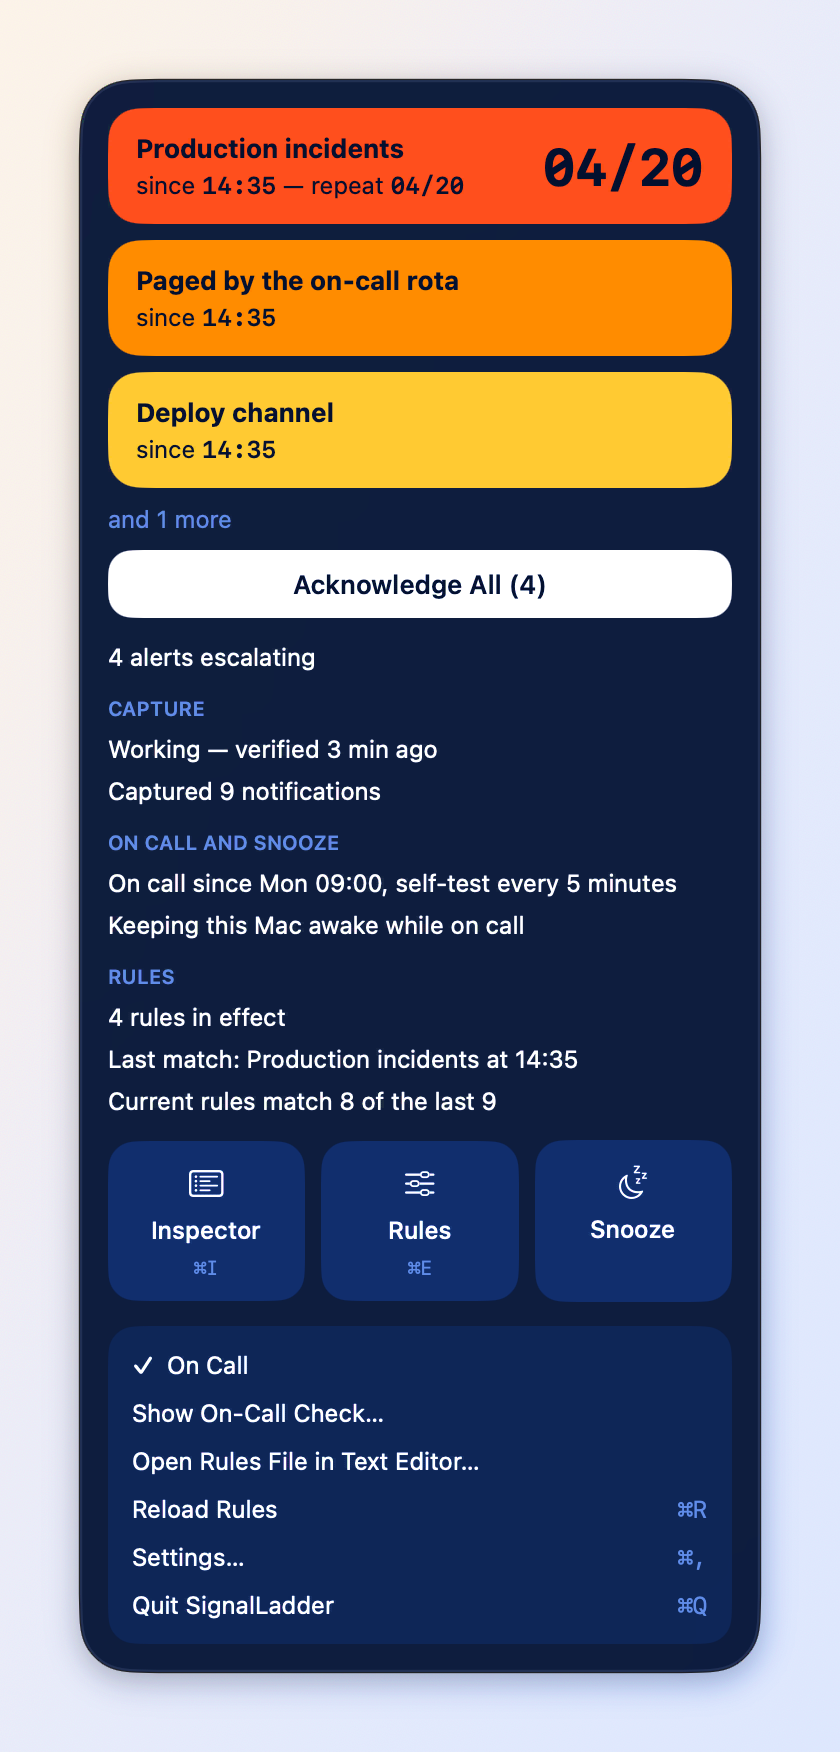 Production incidents
since 14:35 — repeat 04/20
04/20
Paged by the on-call rota
since 14:35
Deploy channel
since 14:35
and 1 more
Acknowledge All (4)
4 alerts escalating
CAPTURE
Working — verified 3 min ago
Captured 9 notifications
ON CALL AND SNOOZE
On call since Mon 09:00, self-test every 5 minutes
Keeping this Mac awake while on call
RULES
4 rules in effect
Last match: Production incidents at 14:35
Current rules match 8 of the last 9
Inspector
⌘I
Rules
⌘E
Snooze
✓ On Call
Show On-Call Check...
Open Rules File in Text Editor...
Reload Rules ⌘R
Settings... ⌘,
Quit SignalLadder ⌘Q